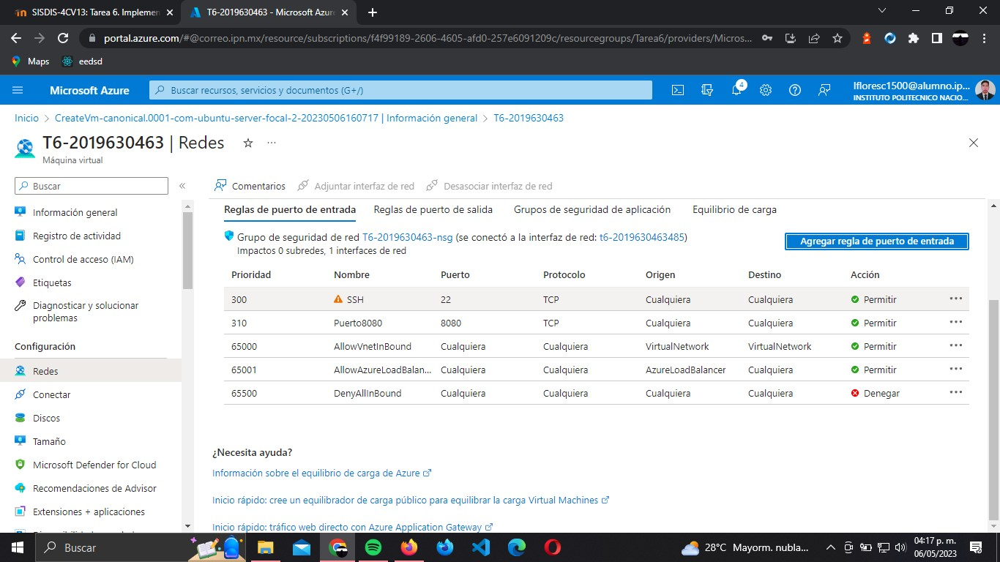 SISDIS-4CV13: Tarea 6. Implemen
T6-2019630463 - Microsoft Azure
portal.azure.com/#@correo.ipn.mx/resource/subscriptions/f4f99189-2606-4605-afd0-257e6091209c/resourcegroups/Tarea6/providers/Micros...
Maps
eedsd
Microsoft Azure
Buscar recursos, servicios y documentos (G+/)
4
lfloresc1500@alumno.ip...
INSTITUTO POLITECNICO NACIO...
Inicio > CreateVm-canonical.0001-com-ubuntu-server-focal-2-20230506160717 | Información general > T6-2019630463
T6-2019630463 | Redes
Máquina virtual
Buscar
Información general
Registro de actividad
Control de acceso (IAM)
Etiquetas
Diagnosticar y solucionar
problemas
Configuración
Redes
Conectar
Discos
Tamaño
Microsoft Defender for Cloud
Recomendaciones de Advisor
Extensiones + aplicaciones
Comentarios
Adjuntar interfaz de red
Desasociar interfaz de red
Reglas de puerto de entrada
Reglas de puerto de salida
Grupos de seguridad de aplicación
Equilibrio de carga
Grupo de seguridad de red T6-2019630463-nsg (se conectó a la interfaz de red: t6-2019630463485)
Impactos 0 subredes, 1 interfaces de red
Agregar regla de puerto de entrada
Prioridad Nombre Puerto Protocolo Origen Destino Acción
300 SSH 22 TCP Cualquiera Cualquiera Permitir
310 Puerto8080 8080 TCP Cualquiera Cualquiera Permitir
65000 AllowVnetInBound Cualquiera Cualquiera VirtualNetwork VirtualNetwork Permitir
65001 AllowAzureLoadBalan... Cualquiera Cualquiera AzureLoadBalancer Cualquiera Permitir
65500 DenyAllInBound Cualquiera Cualquiera Cualquiera Cualquiera Denegar
¿Necesita ayuda?
Información sobre el equilibrio de carga de Azure
Inicio rápido: cree un equilibrador de carga público para equilibrar la carga Virtual Machines
Inicio rápido: tráfico web directo con Azure Application Gateway
Buscar
28°C Mayorm. nubla...
04:17 p. m.
06/05/2023